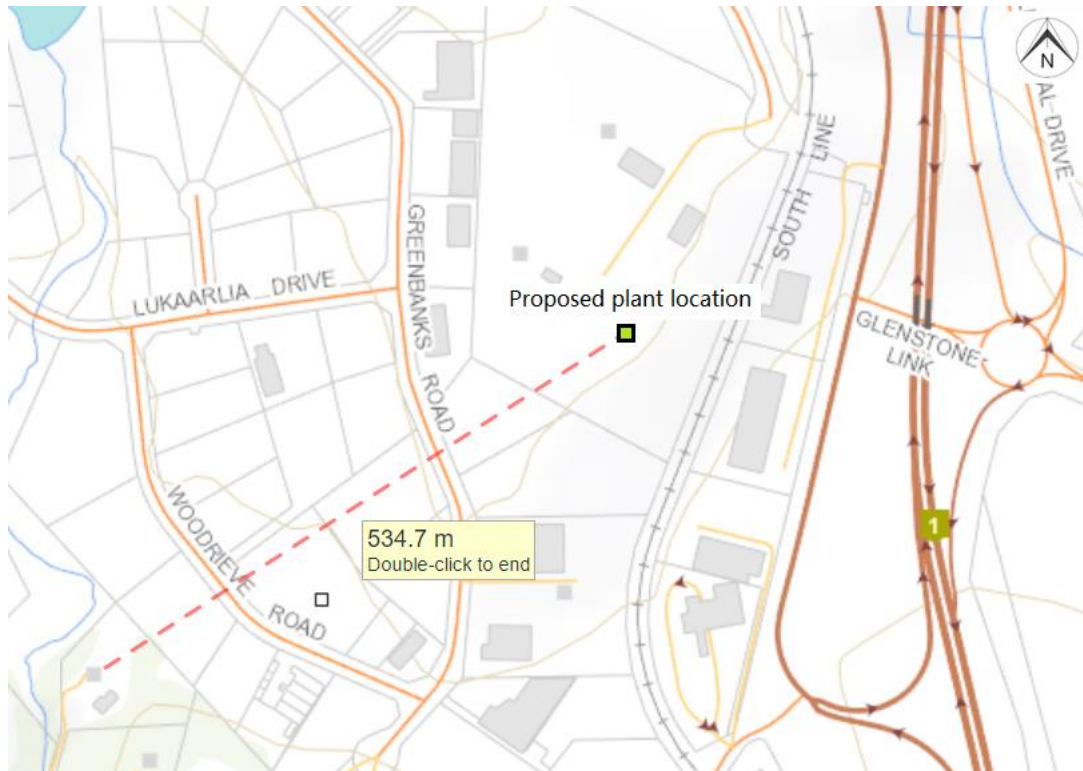 N
AL DRIVE
SOUTH LINE
GREENBANKS ROAD
LUKAARLIA DRIVE
Proposed plant location
GLENSTONE
LINK
WOODRIEVE ROAD
534.7 m
Double-click to end
1